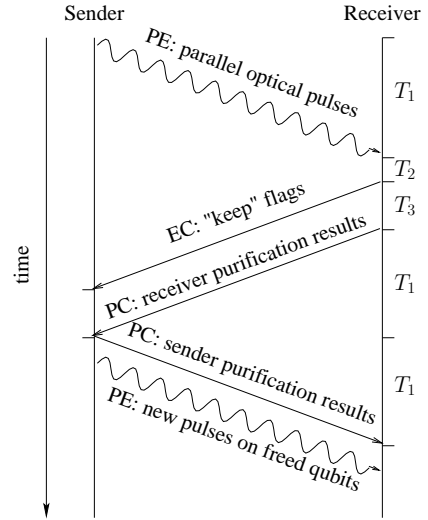 Sender
Receiver
PE: parallel optical pulses
T1
T2
EC: "keep" flags
T3
time
PC: receiver purification results
T1
PC: sender purification results
T1
PE: new pulses on freed qubits